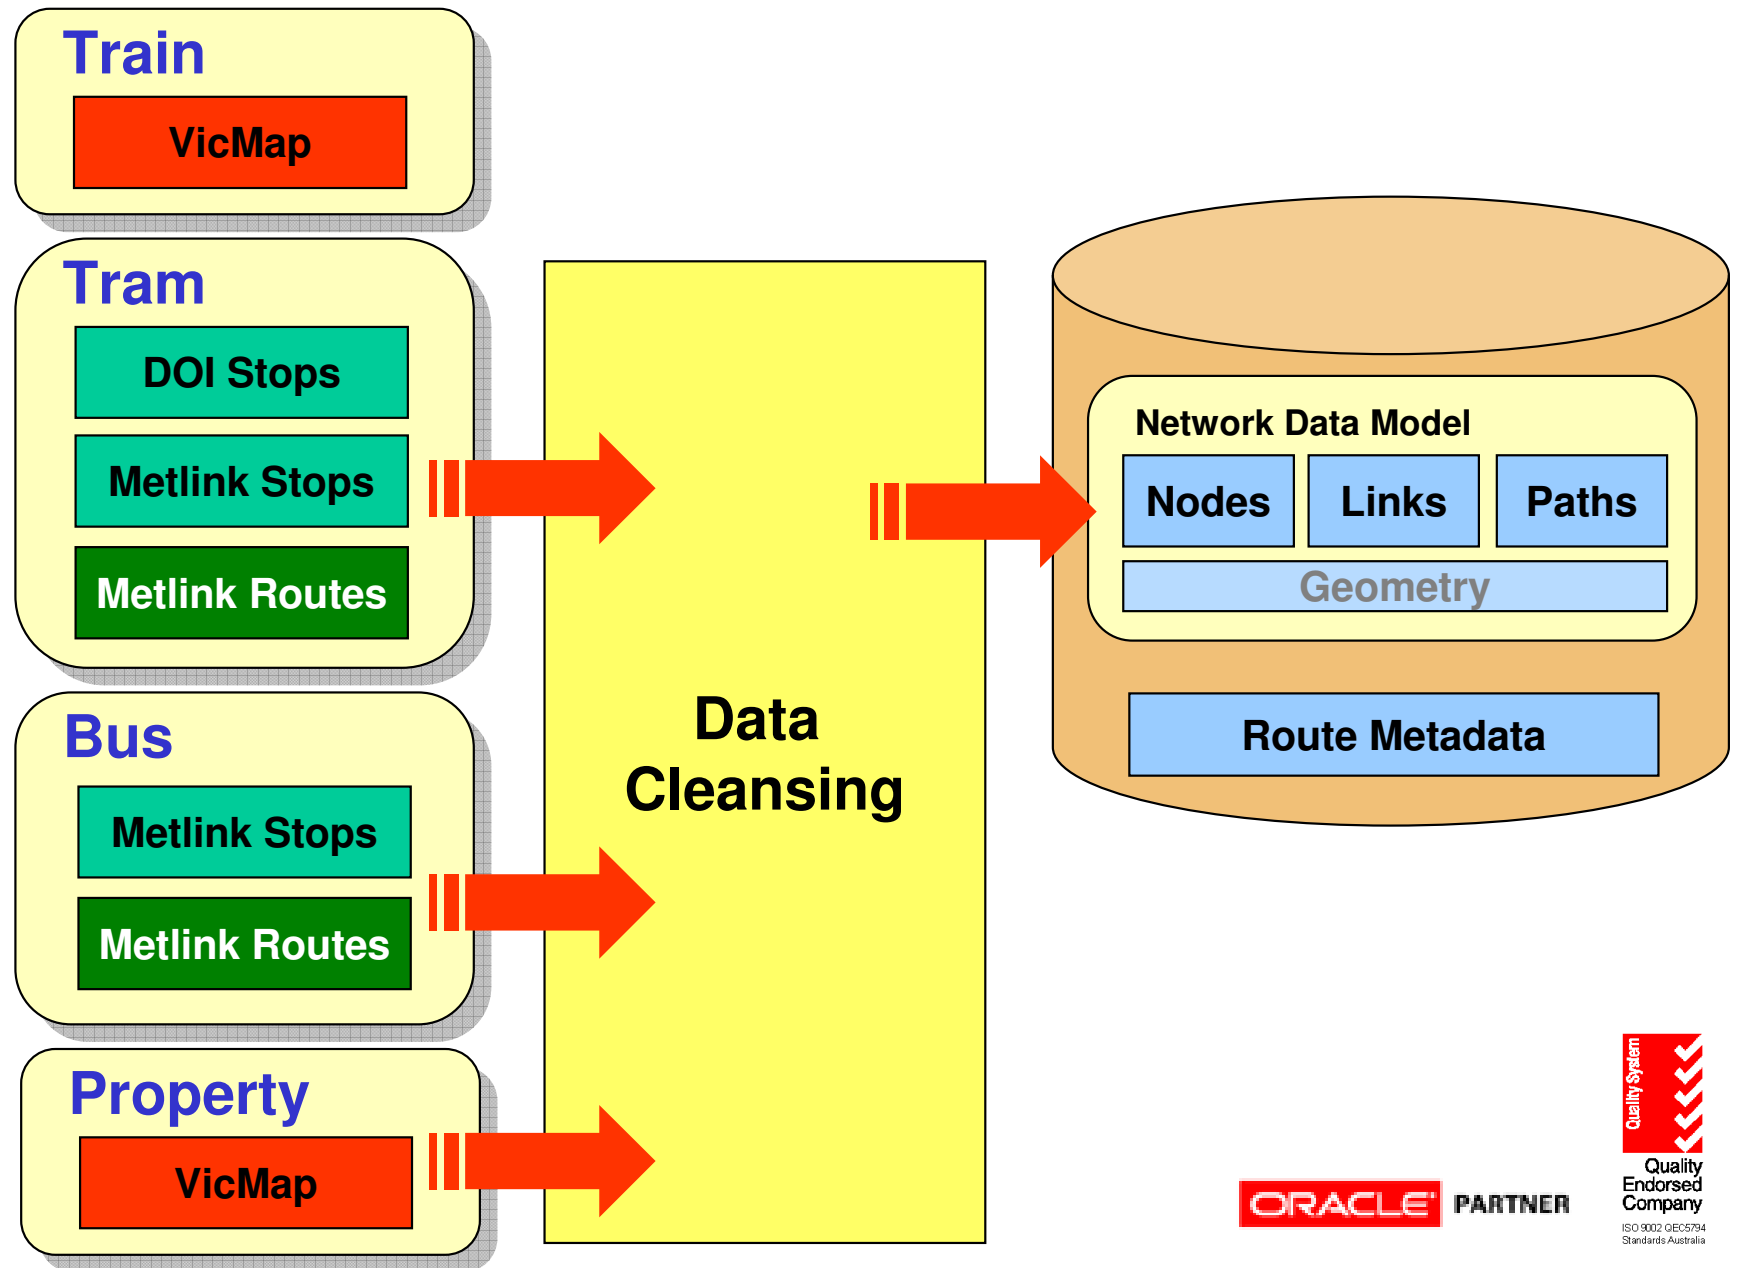 Train
VicMap
Tram
DOI Stops
Metlink Stops
Metlink Routes
Bus
Metlink Stops
Metlink Routes
Property
VicMap
Data
Cleansing
Network Data Model
Nodes
Links
Paths
Geometry
Route Metadata
ORACLE PARTNER
Quality System
Quality
Endorsed
Company
ISO 9002 QEC5794
Standards Australia